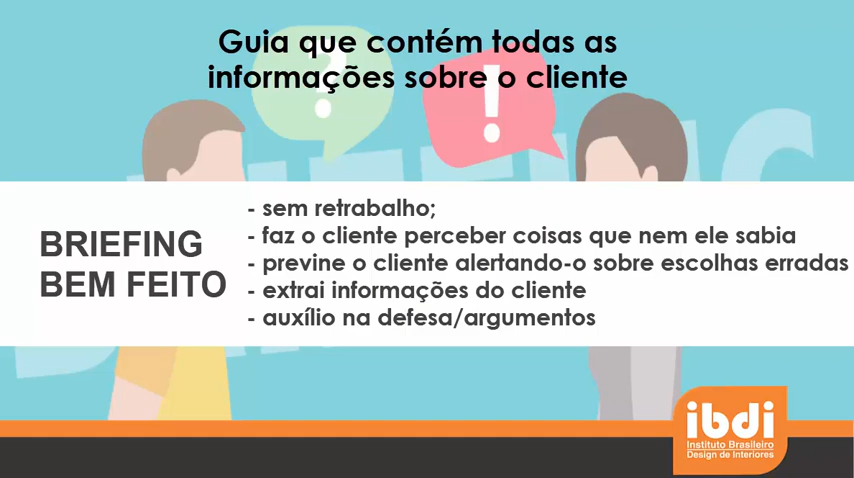 Guia que contém todas as
informações sobre o cliente
?
!
BRIEFING
BRIEFING
BEM FEITO
- sem retrabalho;
- faz o cliente perceber coisas que nem ele sabia
- previne o cliente alertando-o sobre escolhas erradas
- extrai informações do cliente
- auxílio na defesa/argumentos
ibdi
Instituto Brasileiro
Design de Interiores